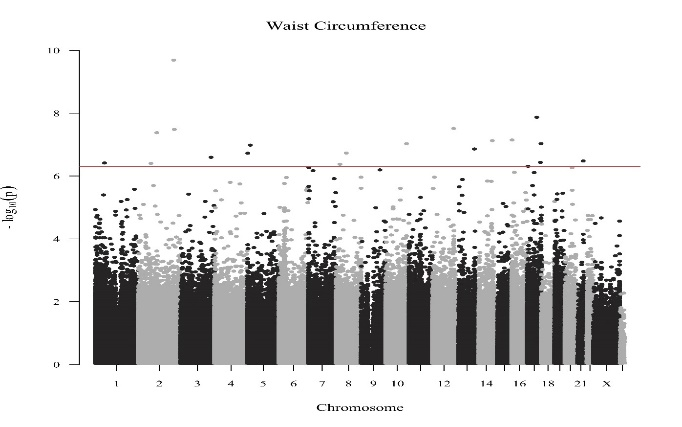 Waist Circumference
10
8
6
4
2
0
- log10(p)
1 2 3 4 5 6 7 8 9 10 12 14 16 18 21 X
Chromosome